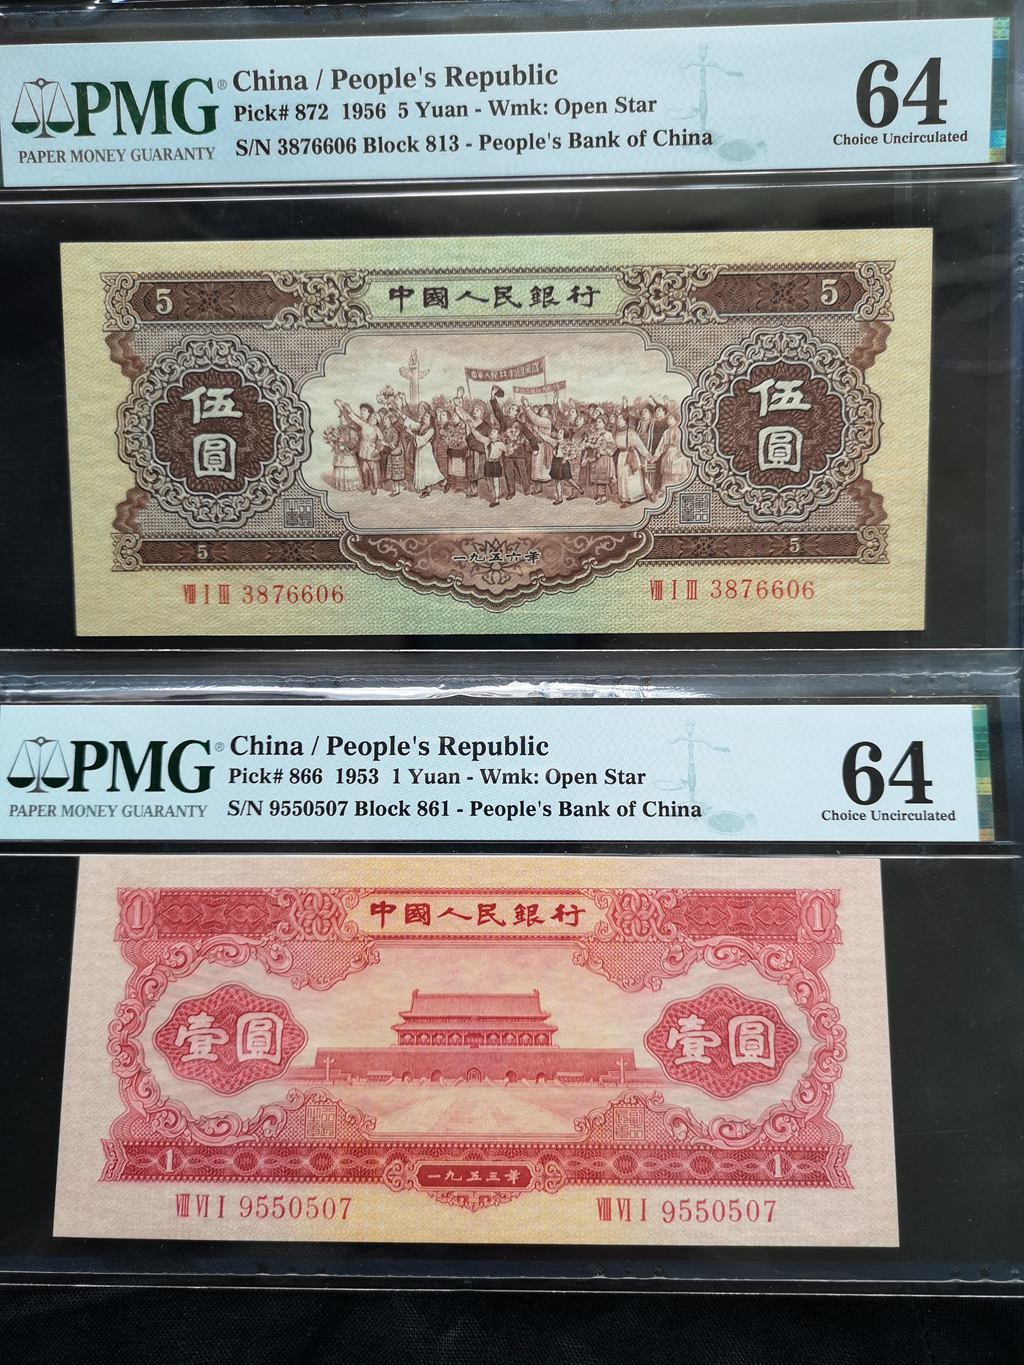 PMG®
PAPER MONEY GUARANTY
China / People's Republic
Pick# 872 1956 5 Yuan - Wmk: Open Star
S/N 3876606 Block 813 - People's Bank of China
64
Choice Uncirculated
5
中國人民銀行
5
伍圓
伍圓
5
一九五六年
5
VIII I III 3876606
VIII I III 3876606
PMG®
PAPER MONEY GUARANTY
China / People's Republic
Pick# 866 1953 1 Yuan - Wmk: Open Star
S/N 9550507 Block 861 - People's Bank of China
64
Choice Uncirculated
1
中國人民銀行
1
壹圓
壹圓
1
一九五三年
1
VIII VI I 9550507
VIII VI I 9550507